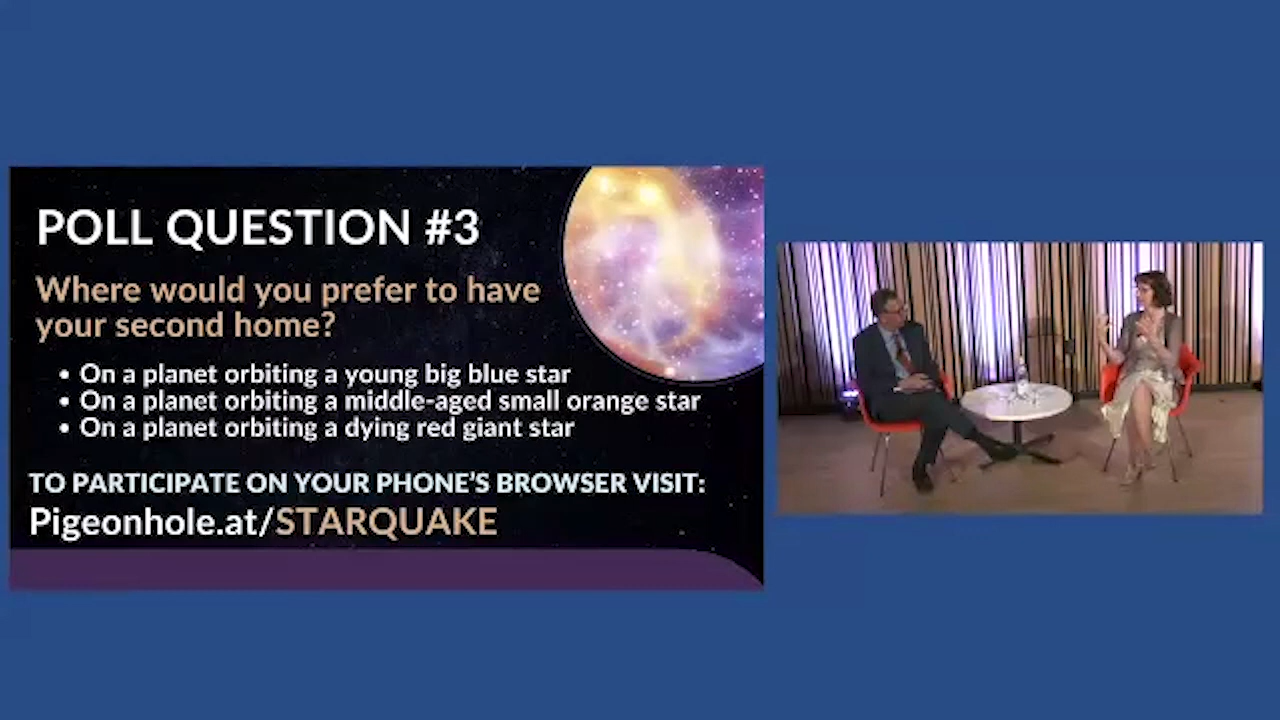 POLL QUESTION #3
Where would you prefer to have
your second home?
• On a planet orbiting a young big blue star
• On a planet orbiting a middle-aged small orange star
• On a planet orbiting a dying red giant star
TO PARTICIPATE ON YOUR PHONE'S BROWSER VISIT:
Pigeonhole.at/STARQUAKE